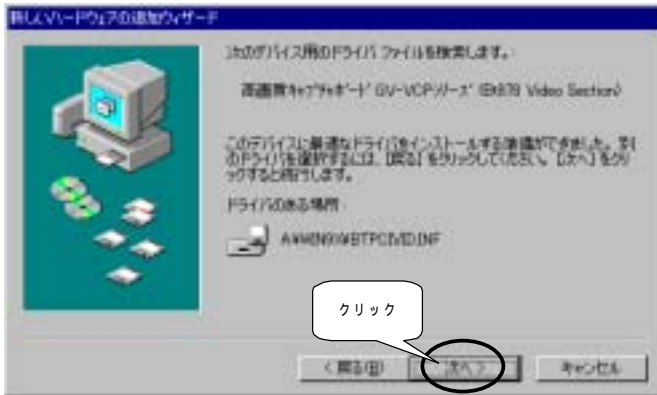 新しいハードウェアの追加ウィザード
次のデバイス用のドライバ ファイルを検索します。:
高画質キャプチャボード GV-VCPシリーズ (Bt878 Video Section)
このデバイスに最適なドライバをインストールする準備ができました。別
のドライバを選択するには、[戻る] をクリックしてください。[次へ] をクリ
ックすると続行します。
ドライバのある場所:
A:¥WIN9X¥BTPCIVID.INF
クリック
< 戻る(B)
次へ >
キャンセル